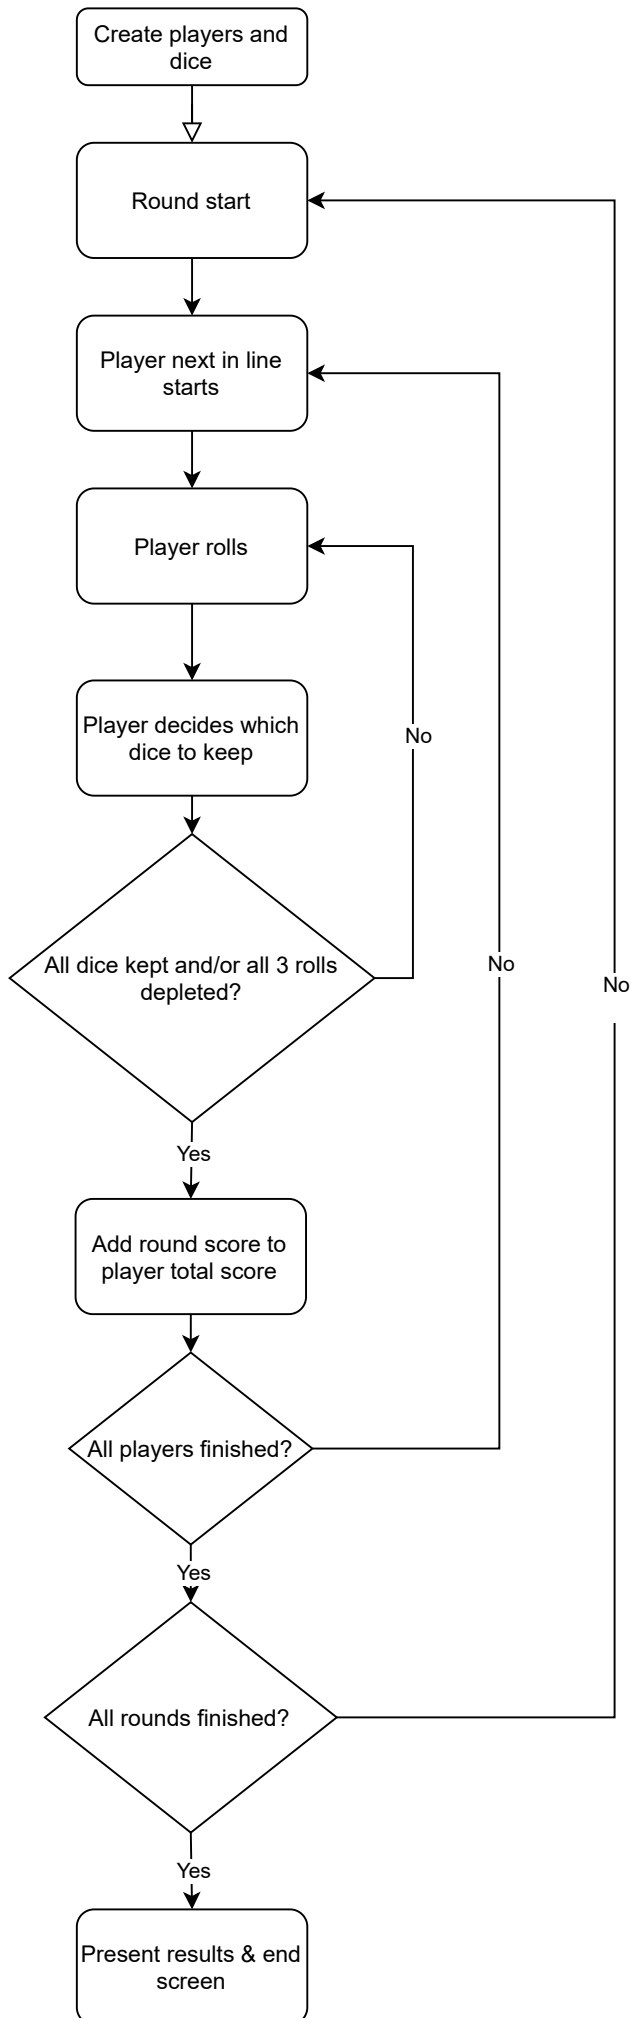 Create players and
dice
Round start
Player next in line
starts
Player rolls
Player decides which
dice to keep
No
All dice kept and/or all 3 rolls
depleted?
No
No
Yes
Add round score to
player total score
All players finished?
Yes
All rounds finished?
Yes
Present results & end
screen